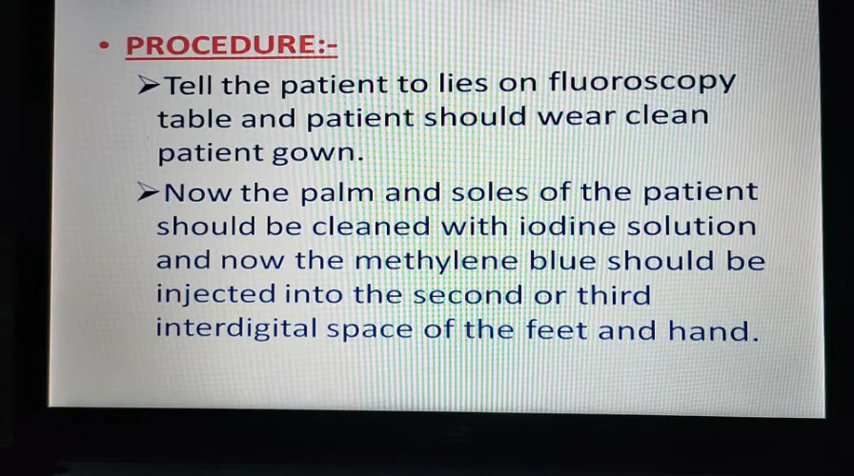 • PROCEDURE:-
➢Tell the patient to lies on fluoroscopy
table and patient should wear clean
patient gown.
➢Now the palm and soles of the patient
should be cleaned with iodine solution
and now the methylene blue should be
injected into the second or third
interdigital space of the feet and hand.